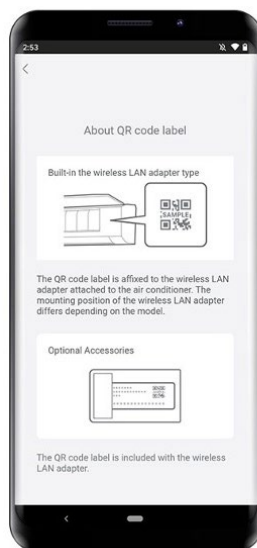 2:53
About QR code label
Built-in the wireless LAN adapter type
SAMPLE
The QR code label is affixed to the wireless LAN
adapter attached to the air conditioner. The
mounting position of the wireless LAN adapter
differs depending on the model.
Optional Accessories
The QR code label is included with the wireless
LAN adapter.